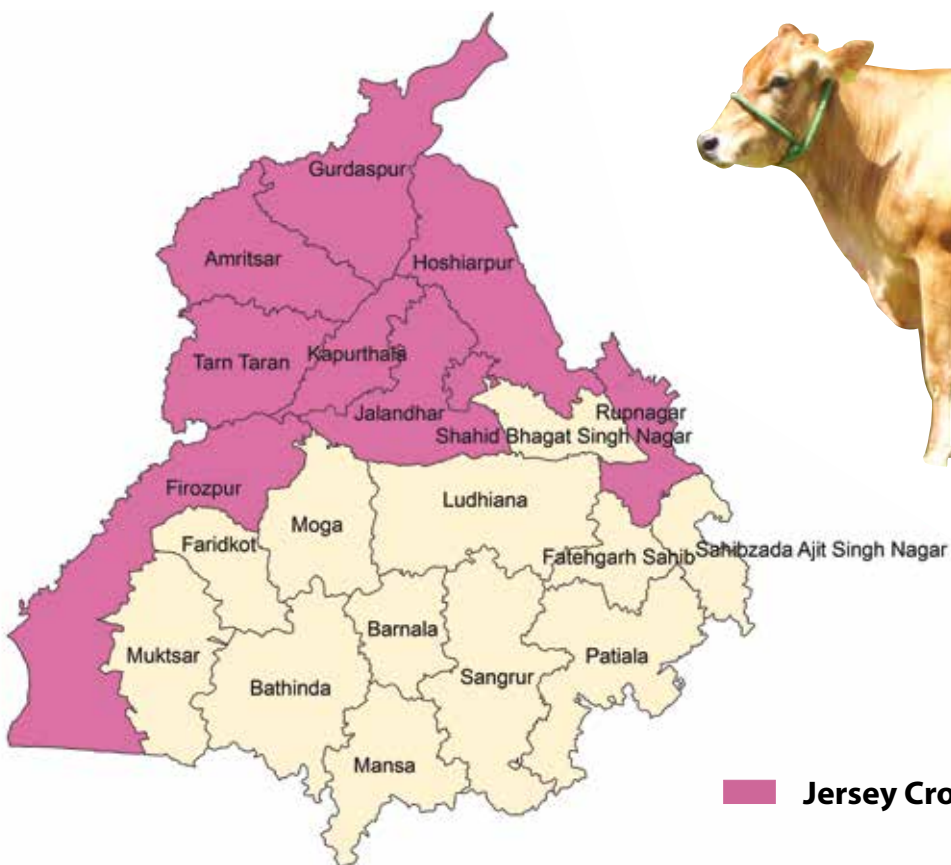 Gurdaspur
Amritsar
Hoshiarpur
Tarn Taran
Kapurthala
Jalandhar
Rupnagar
Shahid Bhagat Singh Nagar
Firozpur
Moga
Ludhiana
Faridkot
Fatehgarh Sahib
Sahibzada Ajit Singh Nagar
Muktsar
Barnala
Patiala
Bathinda
Sangrur
Mansa
Jersey Cro